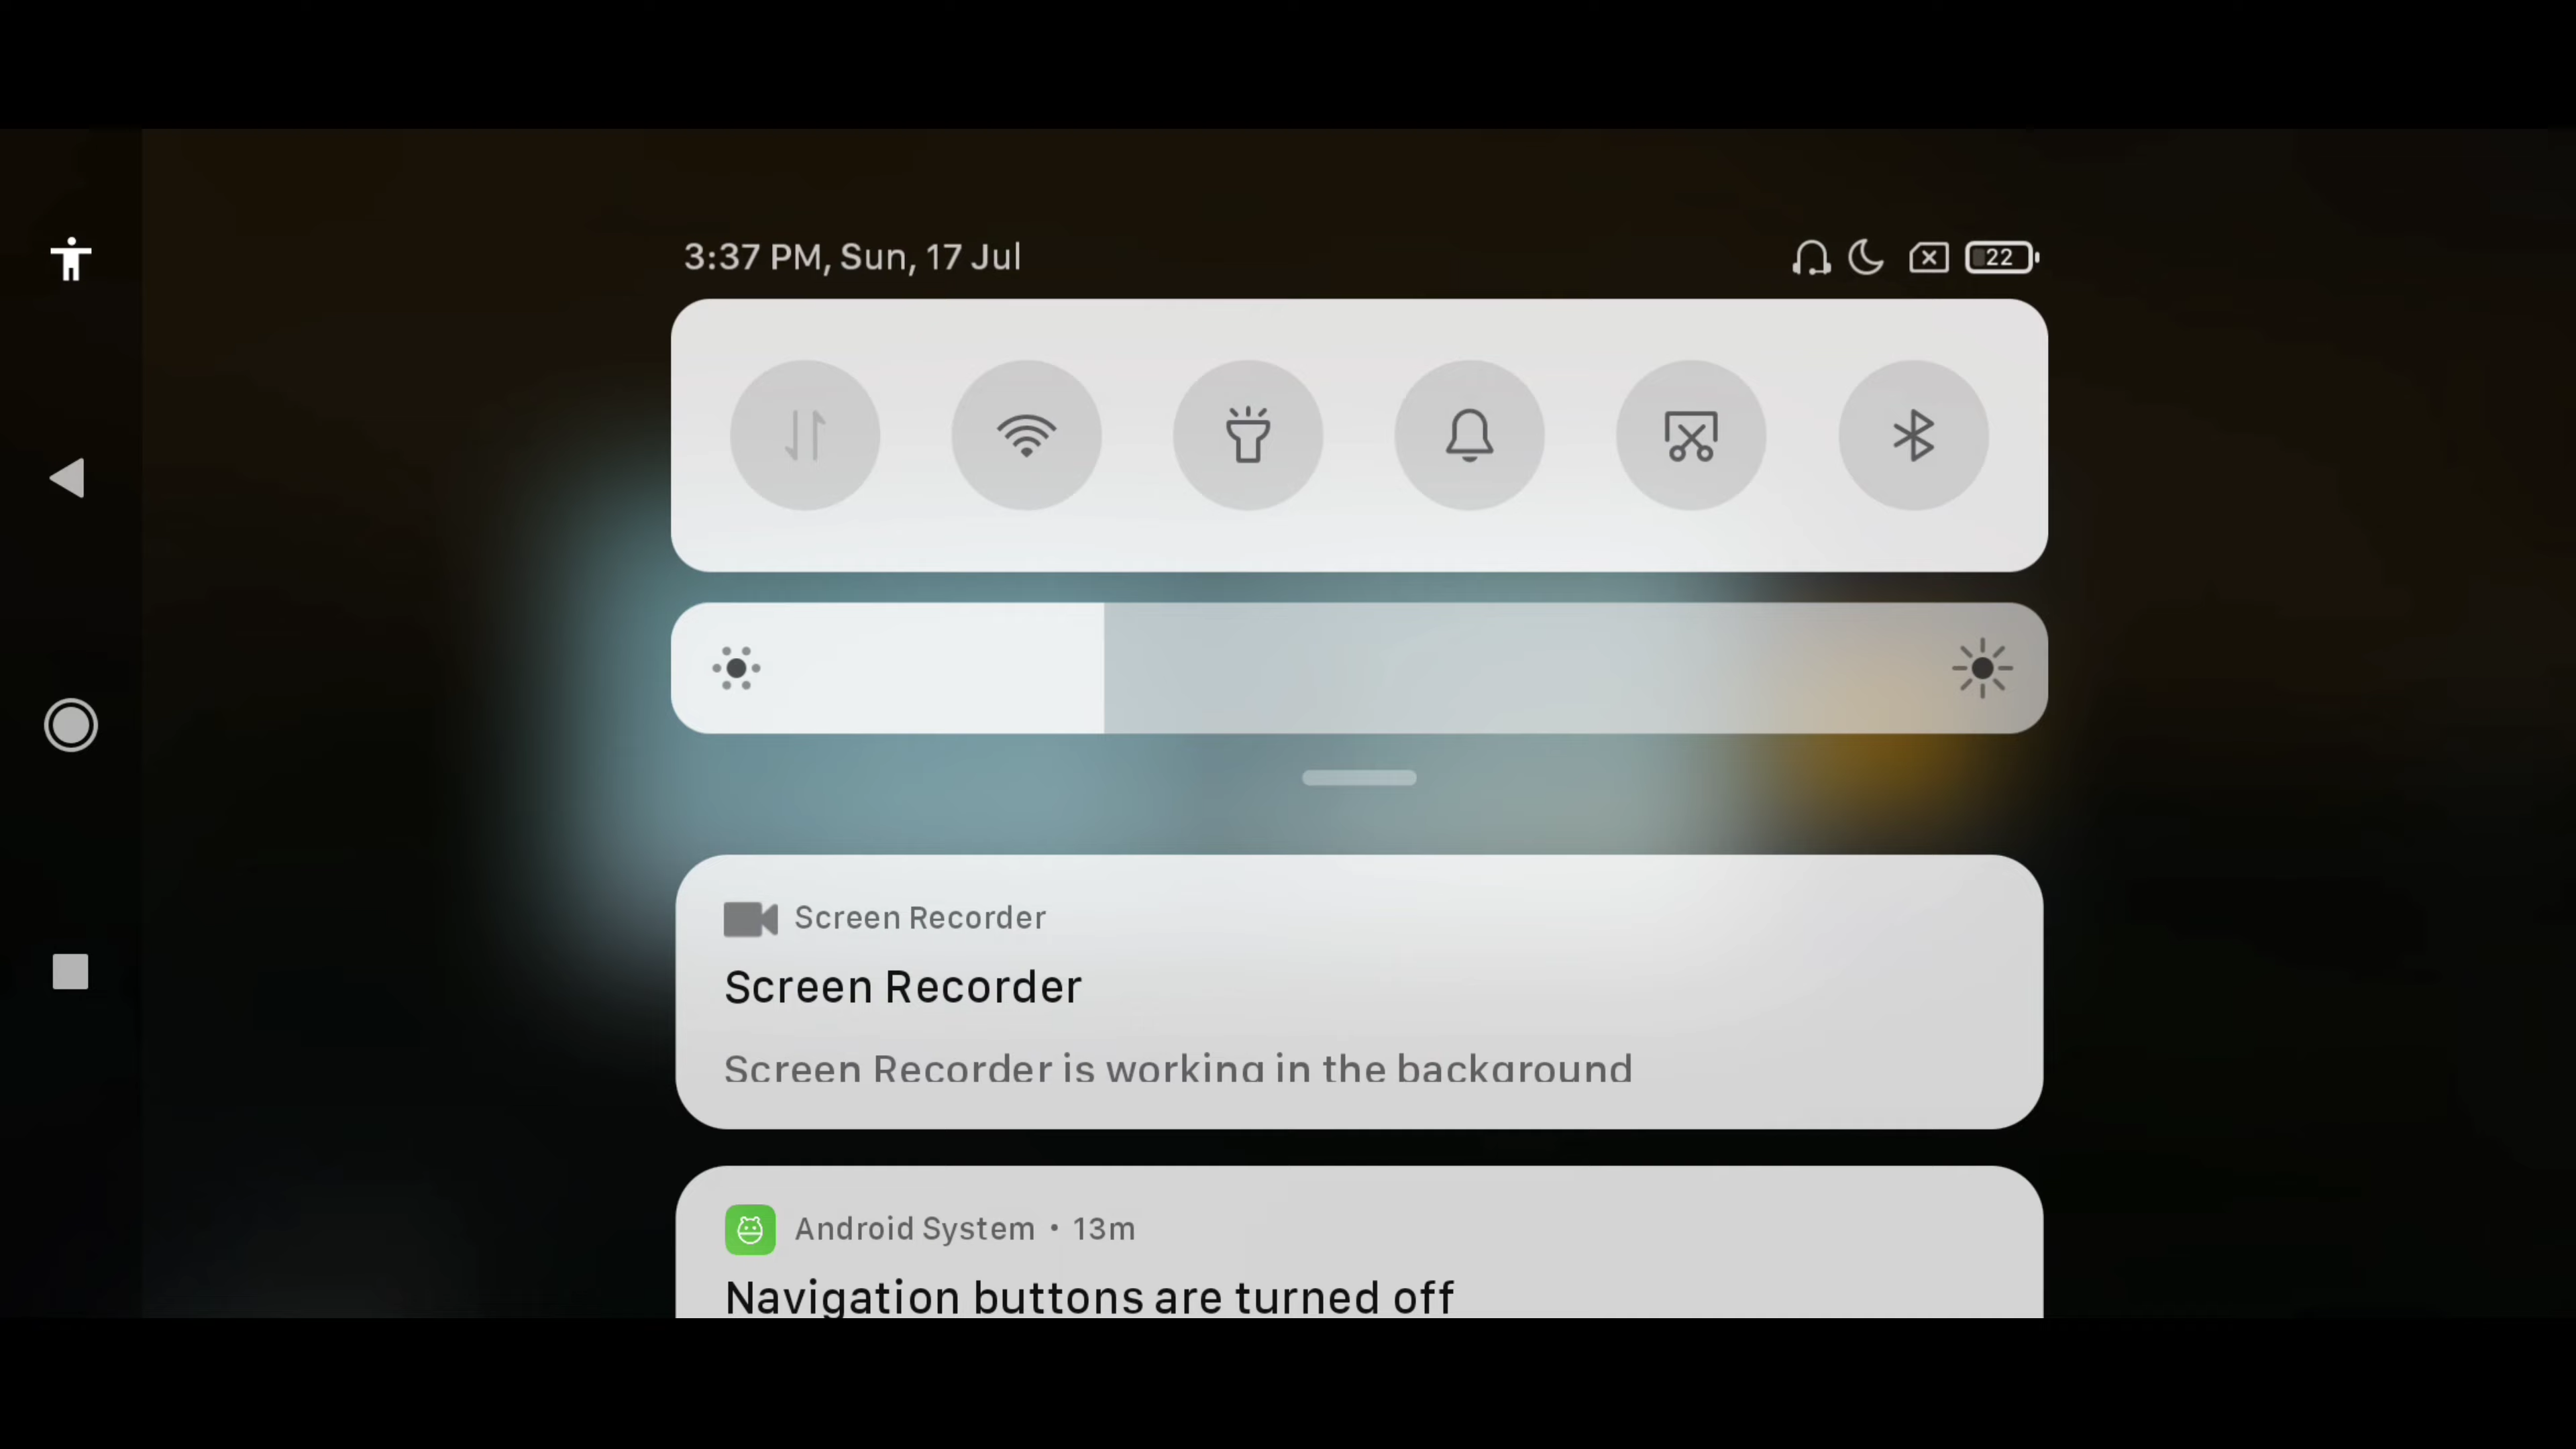 3:37 PM, Sun, 17 Jul
22
Screen Recorder
Screen Recorder
Screen Recorder is working in the background
Android System • 13m
Navigation buttons are turned off